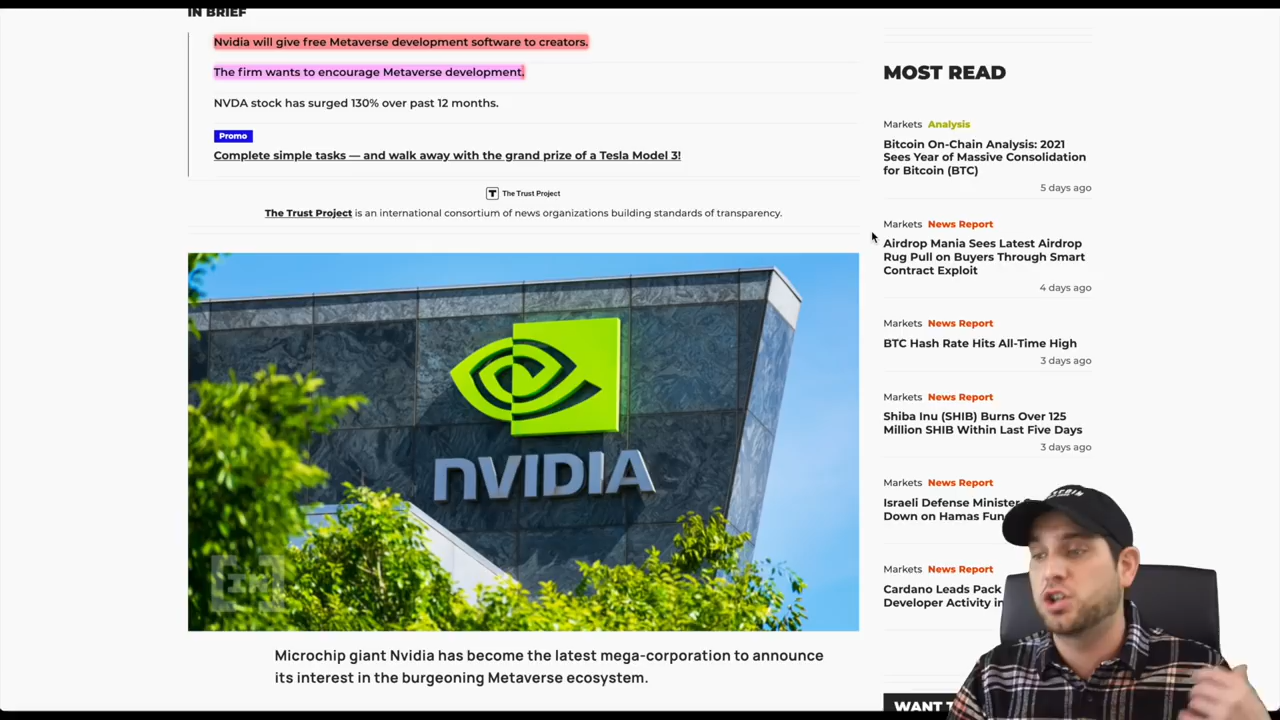 IN BRIEF
Nvidia will give free Metaverse development software to creators.
The firm wants to encourage Metaverse development.
NVDA stock has surged 130% over past 12 months.
Promo
Complete simple tasks — and walk away with the grand prize of a Tesla Model 3!
The Trust Project
The Trust Project is an international consortium of news organizations building standards of transparency.
NVIDIA
Microchip giant Nvidia has become the latest mega-corporation to announce
its interest in the burgeoning Metaverse ecosystem.
MOST READ
Markets Analysis
Bitcoin On-Chain Analysis: 2021
Sees Year of Massive Consolidation
for Bitcoin (BTC)
5 days ago
Markets News Report
Airdrop Mania Sees Latest Airdrop
Rug Pull on Buyers Through Smart
Contract Exploit
4 days ago
Markets News Report
BTC Hash Rate Hits All-Time High
3 days ago
Markets News Report
Shiba Inu (SHIB) Burns Over 125
Million SHIB Within Last Five Days
3 days ago
Markets News Report
Israeli Defense Minister
Down on Hamas
Markets News Report
Cardano Leads Pack
Developer Activity
WANT